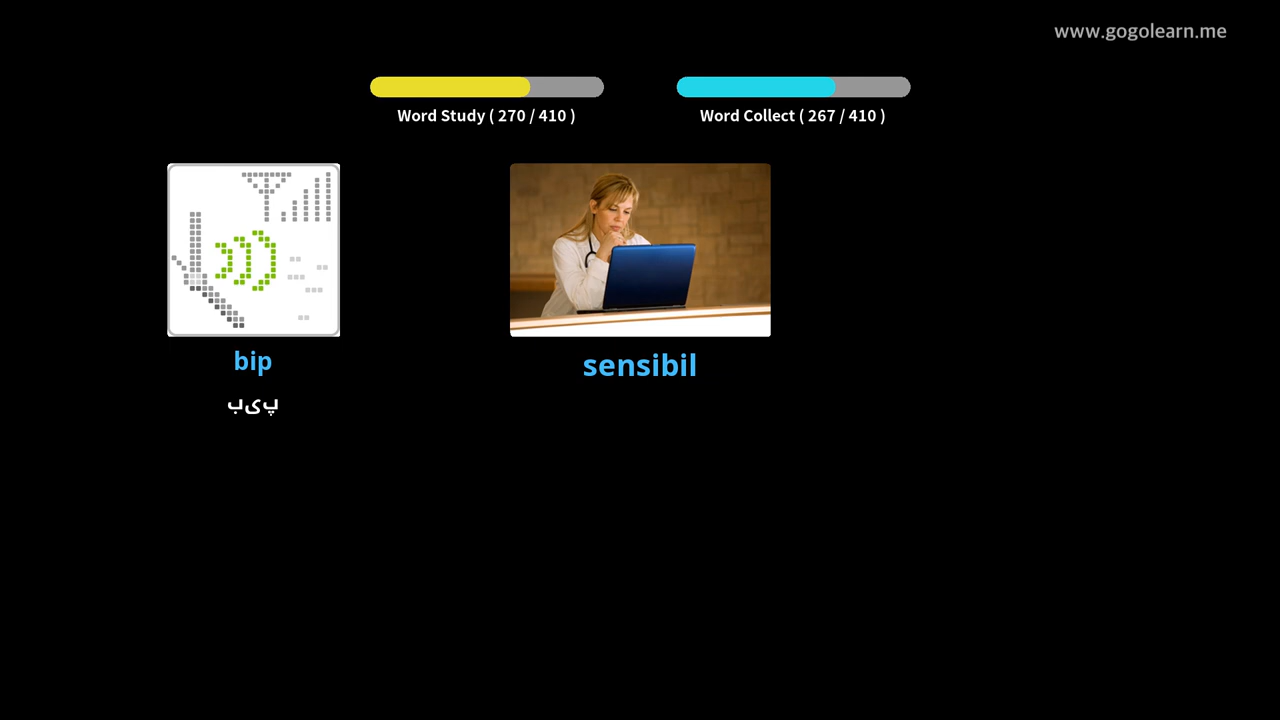 www.gogolearn.me
Word Study ( 270 / 410 )
Word Collect ( 267 / 410 )
bip
پیب
sensibil